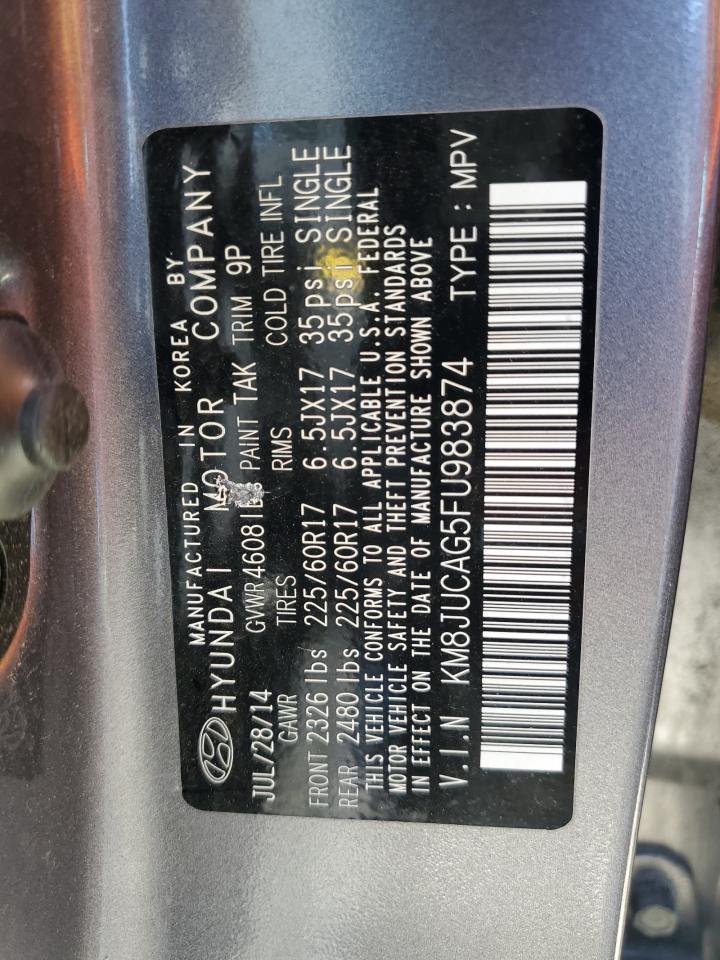 MANUFACTURED IN KOREA BY
HYUNDAI MOTOR COMPANY
JUL/28/14 GVWR 4608 lbs PAINT TAK TRIM 9P
GAWR TIRES RIMS COLD TIRE INFL
FRONT 2326 lbs 225/60R17 6.5JX17 35psi SINGLE
REAR 2480 lbs 225/60R17 6.5JX17 35psi SINGLE
THIS VEHICLE CONFORMS TO ALL APPLICABLE U.S.A. FEDERAL
MOTOR VEHICLE SAFETY AND THEFT PREVENTION STANDARDS
IN EFFECT ON THE DATE OF MANUFACTURE SHOWN ABOVE
V.I.N KM8JUCAG5FU983874 TYPE : MPV